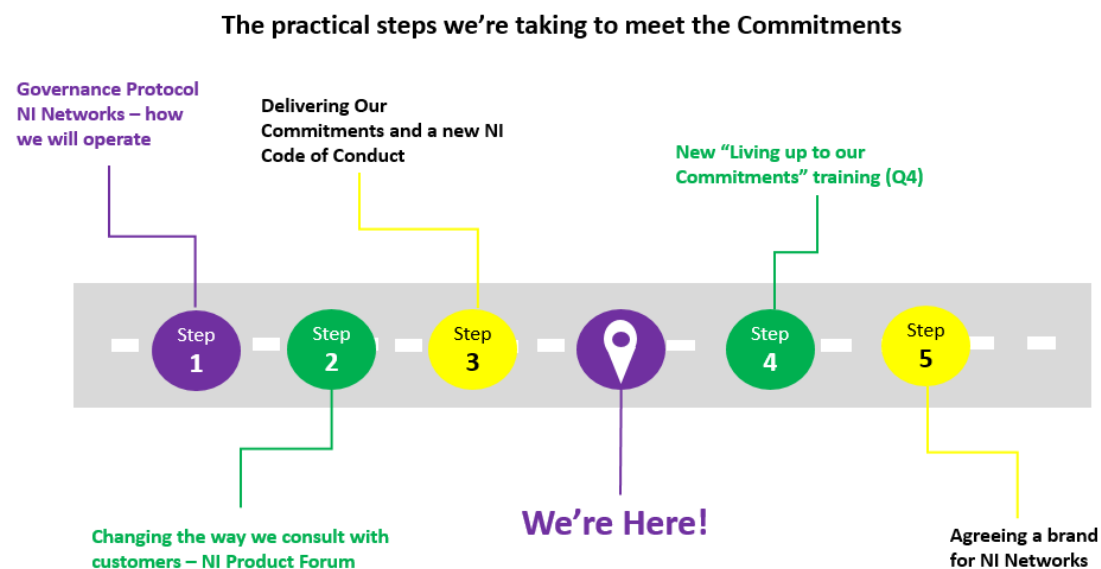 The practical steps we’re taking to meet the Commitments
Governance Protocol
NI Networks – how
we will operate
Delivering Our
Commitments and a new NI
Code of Conduct
New “Living up to our
Commitments” training (Q4)
Step
1
Step
2
Step
3
Step
4
Step
5
We’re Here!
Changing the way we consult with
customers – NI Product Forum
Agreeing a brand
for NI Networks